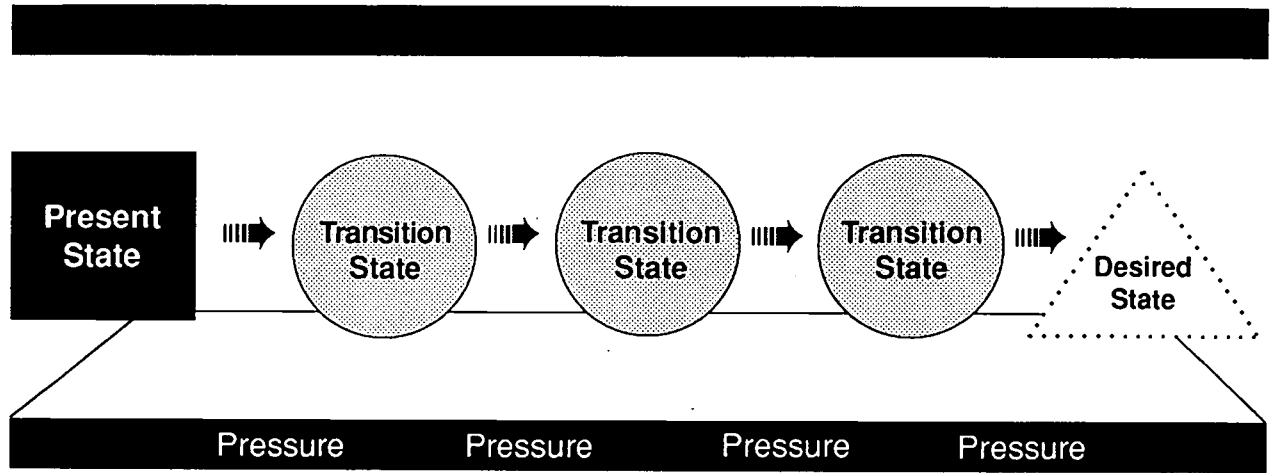 Present
State
Transition
State
Transition
State
Transition
State
Desired
State
Pressure Pressure Pressure Pressure